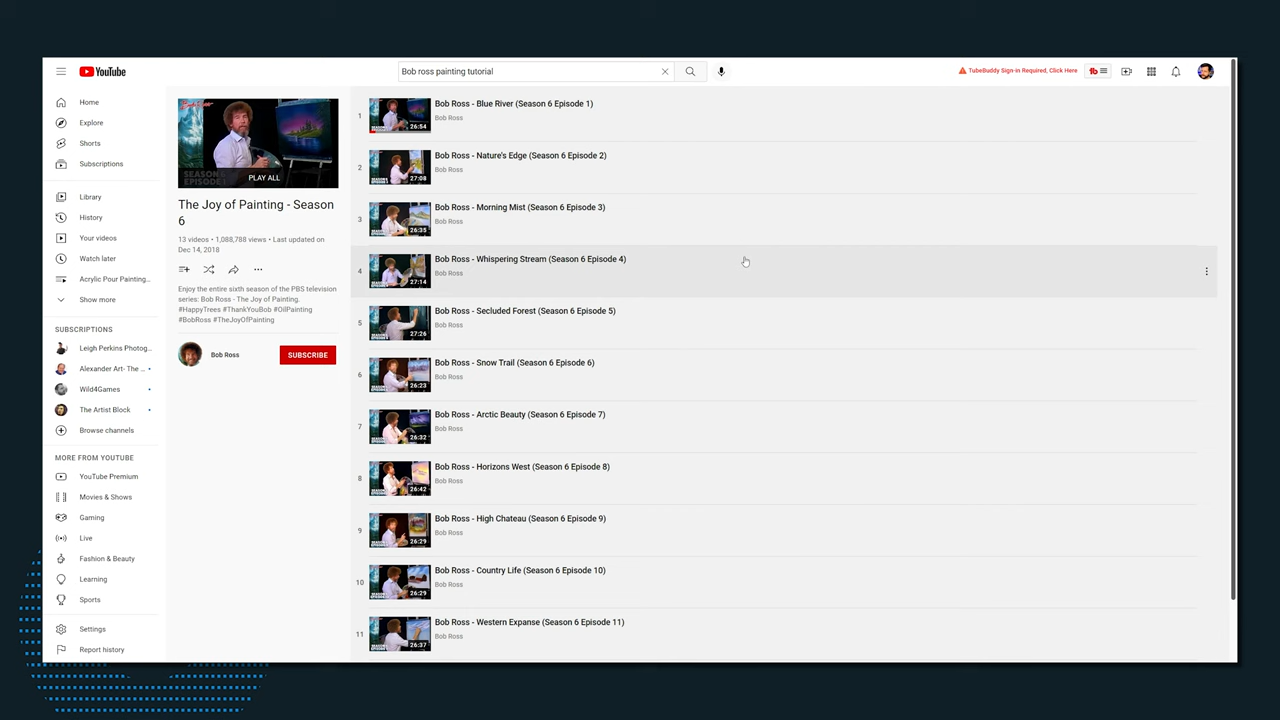 YouTube
Bob ross painting tutorial
TubeBuddy Sign-in Required, Click Here
tb
Home
Explore
Shorts
Subscriptions
Library
History
Your videos
Watch later
Acrylic Pour Painting...
Show more
SUBSCRIPTIONS
Leigh Perkins Photog...
Alexander Art- The ...
Wild4Games
The Artist Block
Browse channels
MORE FROM YOUTUBE
YouTube Premium
Movies & Shows
Gaming
Live
Fashion & Beauty
Learning
Sports
Settings
Report history
PLAY ALL
The Joy of Painting - Season
6
13 videos • 1,088,788 views • Last updated on
Dec 14, 2018
Enjoy the entire sixth season of the PBS television
series: Bob Ross - The Joy of Painting.
#HappyTrees #ThankYouBob #OilPainting
#BobRoss #TheJoyOfPainting
Bob Ross
SUBSCRIBE
1
26:54
Bob Ross - Blue River (Season 6 Episode 1)
Bob Ross
2
27:08
Bob Ross - Nature's Edge (Season 6 Episode 2)
Bob Ross
3
26:35
Bob Ross - Morning Mist (Season 6 Episode 3)
Bob Ross
4
27:14
Bob Ross - Whispering Stream (Season 6 Episode 4)
Bob Ross
5
27:26
Bob Ross - Secluded Forest (Season 6 Episode 5)
Bob Ross
6
26:23
Bob Ross - Snow Trail (Season 6 Episode 6)
Bob Ross
7
26:32
Bob Ross - Arctic Beauty (Season 6 Episode 7)
Bob Ross
8
26:42
Bob Ross - Horizons West (Season 6 Episode 8)
Bob Ross
9
26:29
Bob Ross - High Chateau (Season 6 Episode 9)
Bob Ross
10
26:29
Bob Ross - Country Life (Season 6 Episode 10)
Bob Ross
11
26:37
Bob Ross - Western Expanse (Season 6 Episode 11)
Bob Ross